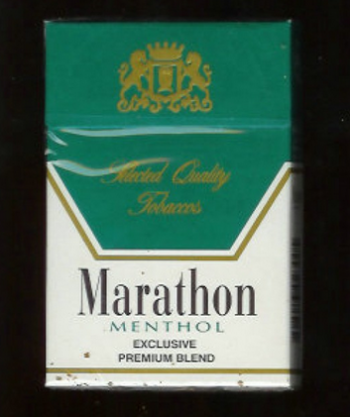 Selected Quality
Tobaccos
Marathon
MENTHOL
EXCLUSIVE
PREMIUM BLEND